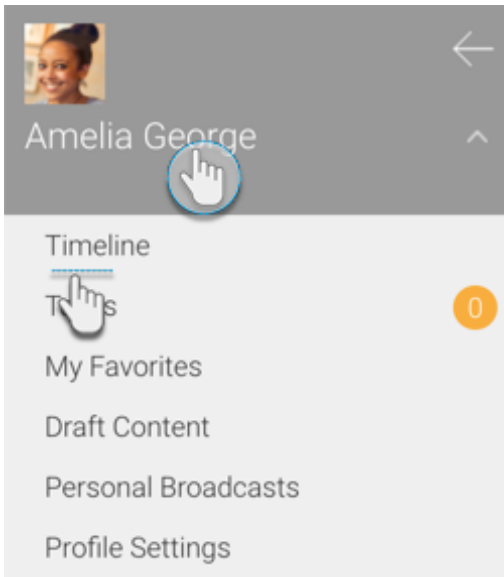 Amelia George
Timeline
0
My Favorites
Draft Content
Personal Broadcasts
Profile Settings